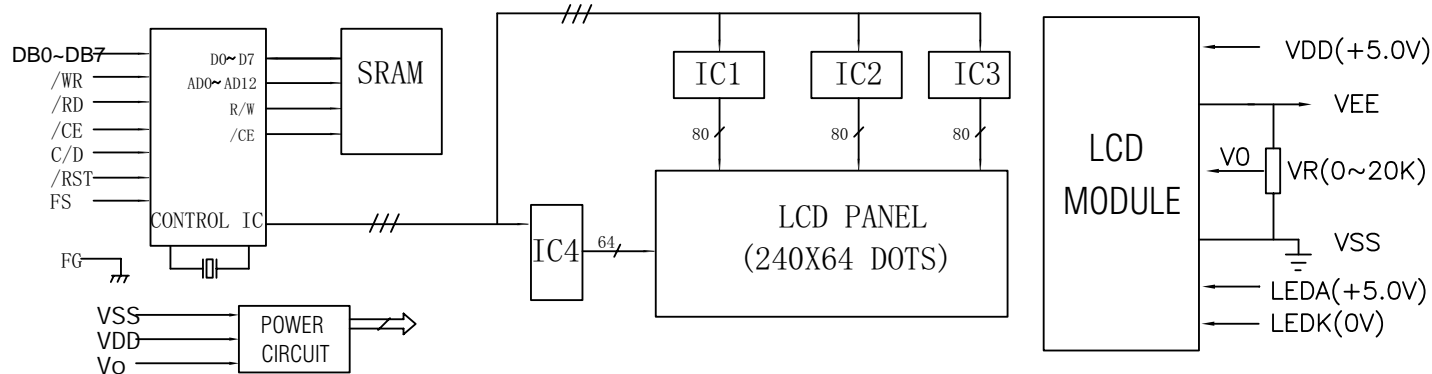 DB0~DB7
/WR
/RD
/CE
C/D
/RST
FS
D0~D7
AD0~AD12
R/W
/CE
CONTROL IC
SRAM
FG
VSS
VDD
Vo
POWER
CIRCUIT
IC1
IC2
IC3
80
80
80
IC4
64
LCD PANEL
(240X64 DOTS)
LCD
MODULE
VDD(+5.0V)
VEE
V0
VR(0~20K)
VSS
LEDA(+5.0V)
LEDK(0V)